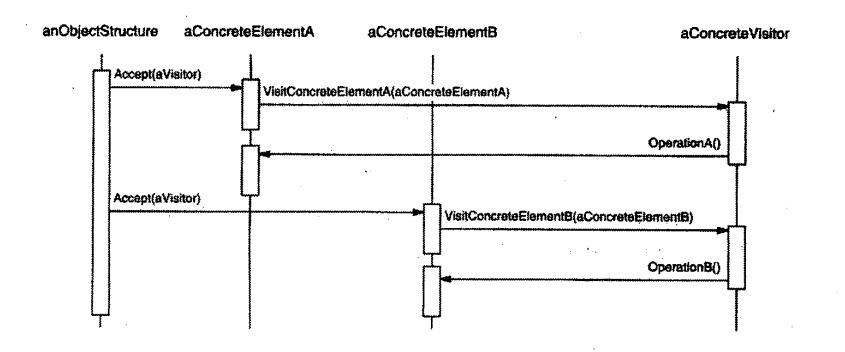 anObjectStructure aConcreteElementA aConcreteElementB aConcreteVisitor
Accept(aVisitor)
VisitConcreteElementA(aConcreteElementA)
OperationA()
Accept(aVisitor)
VisitConcreteElementB(aConcreteElementB)
OperationB()